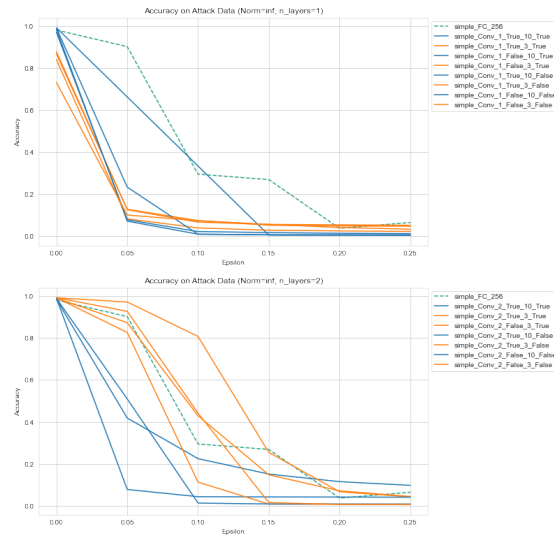 Accuracy on Attack Data (Norm=inf, n_layers=1)
1.0
0.8
0.6
0.4
0.2
0.0
Accuracy
0.00
0.05
0.10
0.15
0.20
0.25
Epsilon
simple_FC_256
simple_Conv_1_True_10_True
simple_Conv_1_True_3_True
simple_Conv_1_False_10_True
simple_Conv_1_False_3_True
simple_Conv_1_True_10_False
simple_Conv_1_True_3_False
simple_Conv_1_False_10_False
simple_Conv_1_False_3_False
Accuracy on Attack Data (Norm=inf, n_layers=2)
1.0
0.8
0.6
0.4
0.2
0.0
Accuracy
0.00
0.05
0.10
0.15
0.20
0.25
Epsilon
simple_FC_256
simple_Conv_2_True_10_True
simple_Conv_2_True_3_True
simple_Conv_2_False_3_True
simple_Conv_2_True_10_False
simple_Conv_2_True_3_False
simple_Conv_2_False_10_False
simple_Conv_2_False_3_False